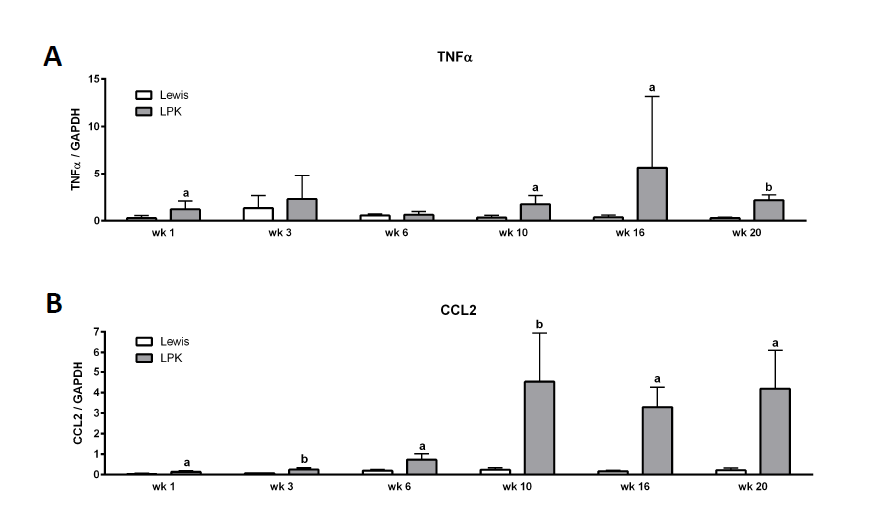 A
TNFα
15
10
5
0
TNFα / GAPDH
Lewis
LPK
a
a
a
b
wk 1
wk 3
wk 6
wk 10
wk 16
wk 20
B
CCL2
7
6
5
4
3
2
1
0
CCL2 / GAPDH
Lewis
LPK
a
b
a
b
a
a
wk 1
wk 3
wk 6
wk 10
wk 16
wk 20